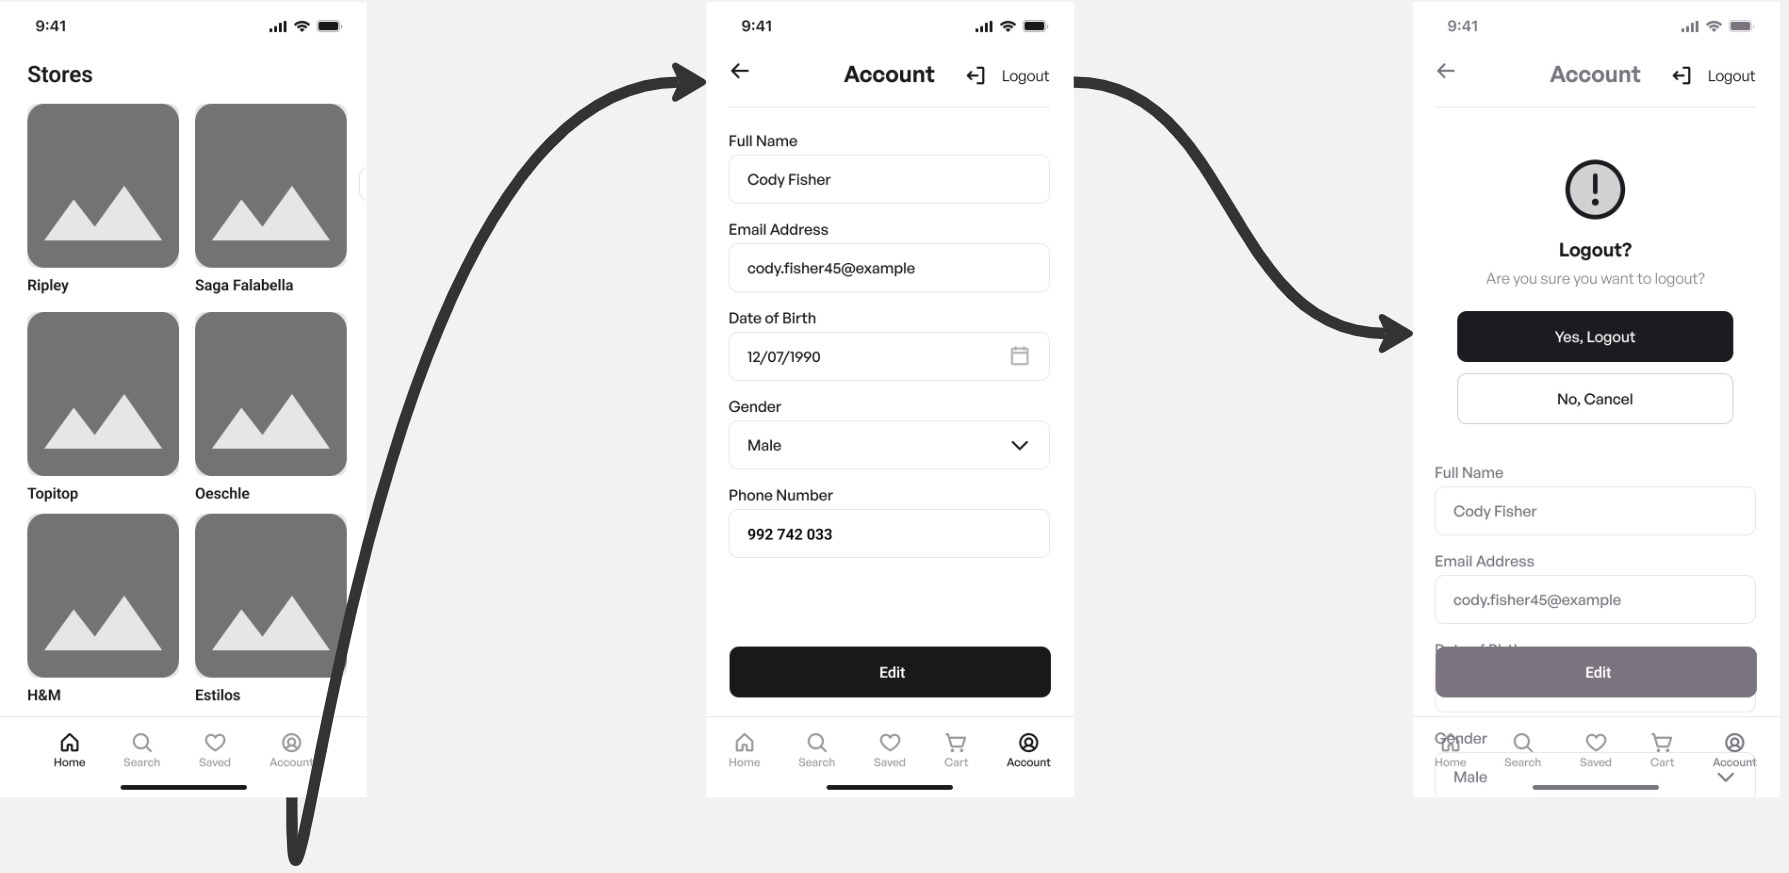 9:41
Stores
Ripley
Saga Falabella
Topitop
Oeschle
H&M
Estilos
Home
Search
Saved
Account
9:41
Account
Logout
Full Name
Cody Fisher
Email Address
cody.fisher45@example
Date of Birth
12/07/1990
Gender
Male
Phone Number
992 742 033
Edit
Home
Search
Saved
Cart
Account
9:41
Account
Logout
Logout?
Are you sure you want to logout?
Yes, Logout
No, Cancel
Full Name
Cody Fisher
Email Address
cody.fisher45@example
Date of Birth
Edit
Gender
Home
Search
Saved
Cart
Account
Male